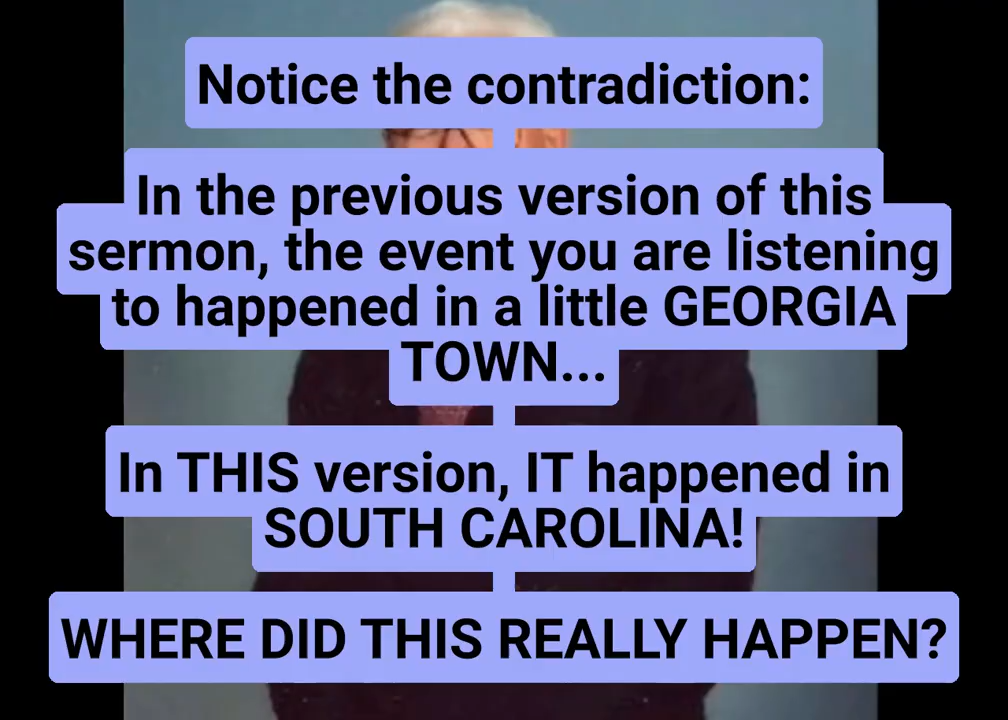 Notice the contradiction:
In the previous version of this
sermon, the event you are listening
to happened in a little GEORGIA
TOWN...
In THIS version, IT happened in
SOUTH CAROLINA!
WHERE DID THIS REALLY HAPPEN?